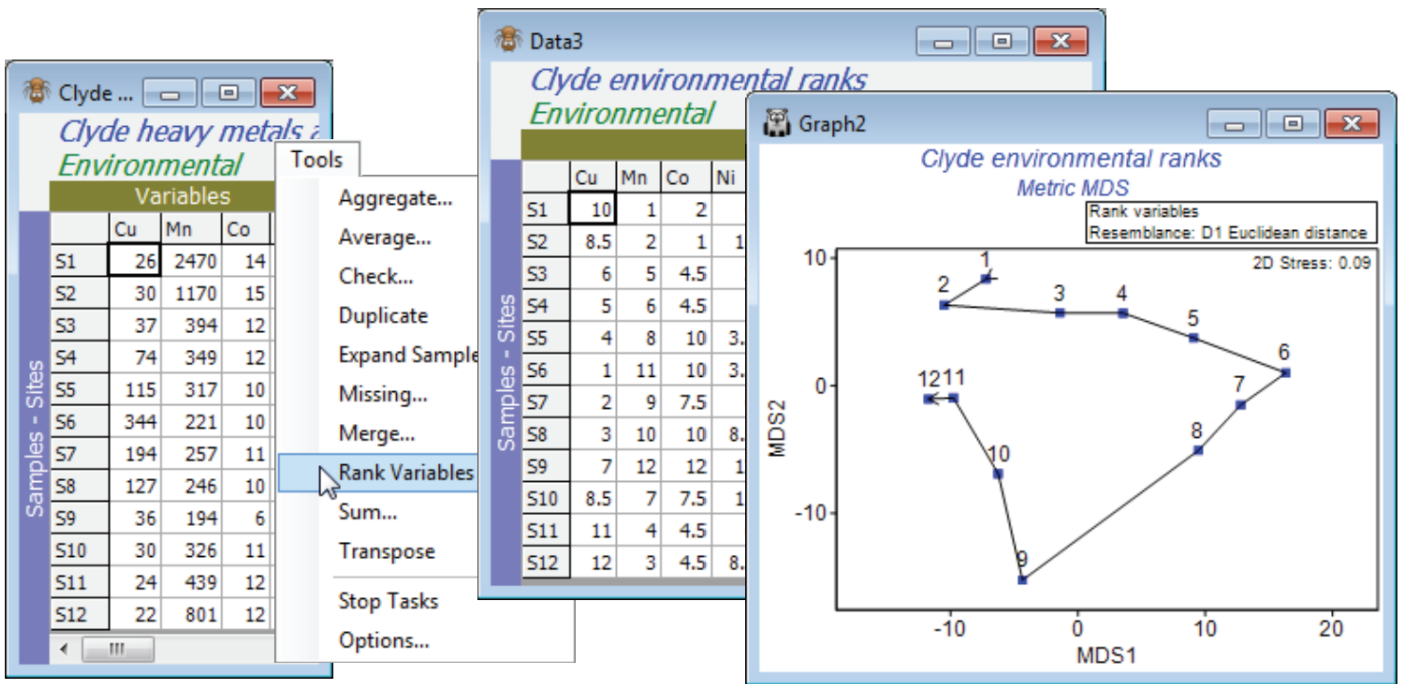 Clyde ...
Clyde heavy metals a
Environmental
Variables
Cu Mn Co
S1 26 2470 14
S2 30 1170 15
S3 37 394 12
S4 74 349 12
S5 115 317 10
S6 344 221 10
S7 194 257 11
S8 127 246 10
S9 36 194 6
S10 30 326 11
S11 24 439 12
S12 22 801 12
Samples - Sites
Tools
Aggregate...
Average...
Check...
Duplicate
Expand Sample
Missing...
Merge...
Rank Variables
Sum...
Transpose
Stop Tasks
Options...
Data3
Clyde environmental ranks
Environmental
Cu Mn Co Ni
S1 10 1 2
S2 8.5 2 1 1
S3 6 5 4.5
S4 5 6 4.5
S5 4 8 10 3.
S6 1 11 10 3.
S7 2 9 7.5
S8 3 10 10 8.
S9 7 12 12 1
S10 8.5 7 7.5 1
S11 11 4 4.5
S12 12 3 4.5 8.
Samples - Sites
Graph2
Clyde environmental ranks
Metric MDS
Rank variables
Resemblance: D1 Euclidean distance
2D Stress: 0.09
10
0
-10
MDS2
1
2
3
4
5
6
7
8
9
10
11
12
-10 0 10 20
MDS1